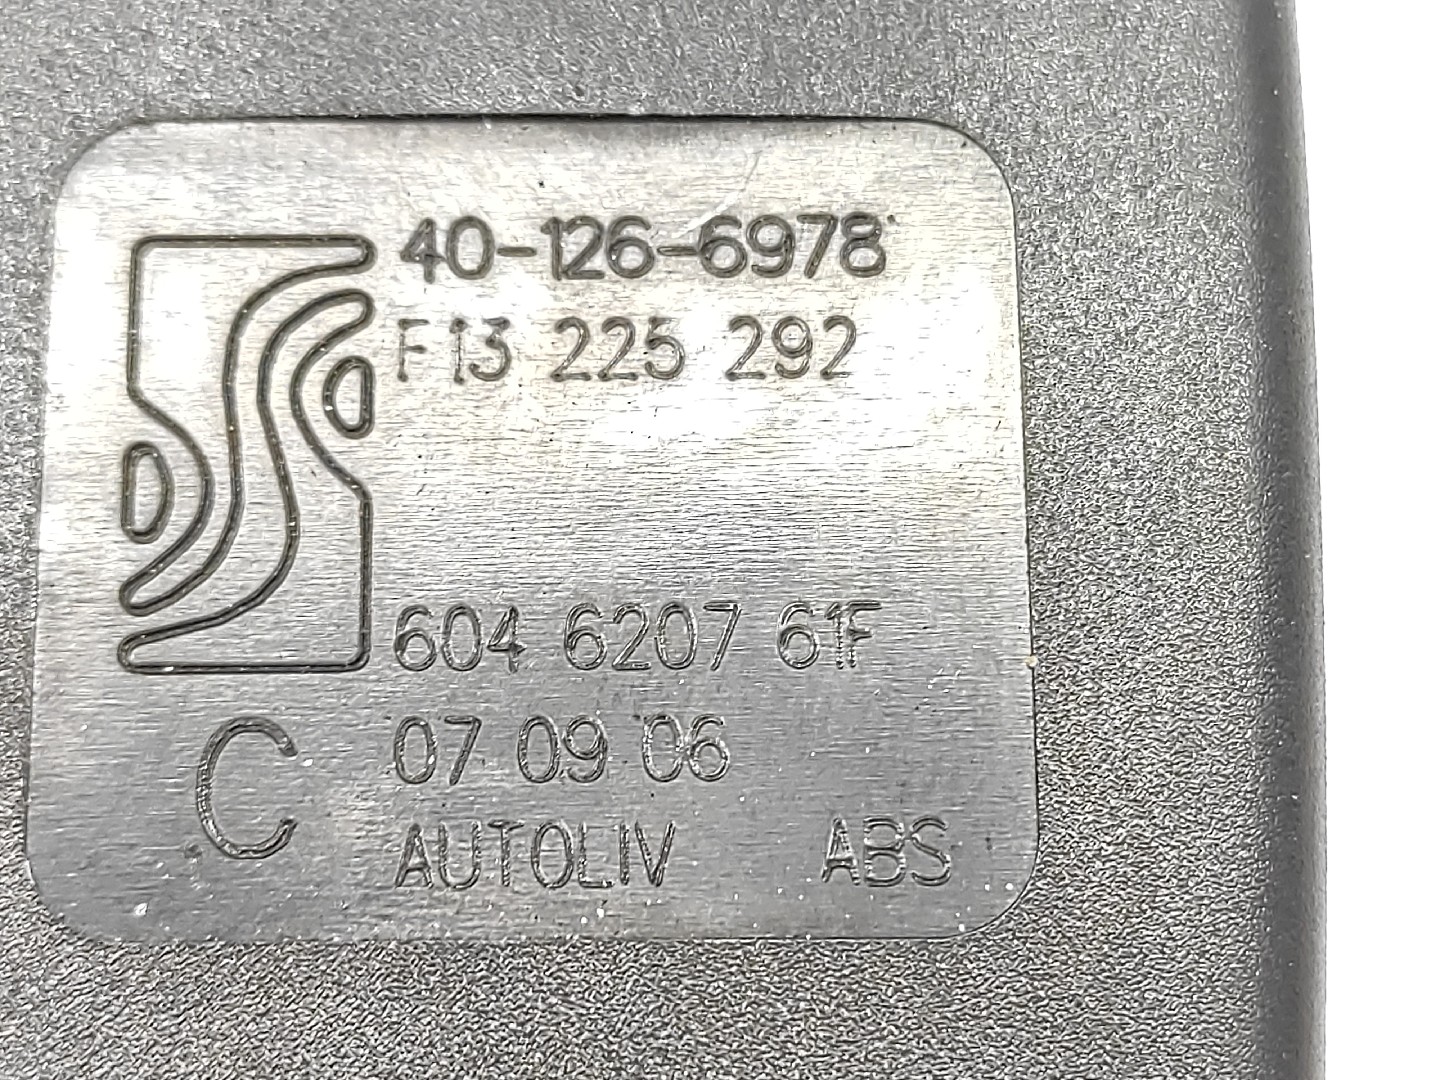 40-126-6978
F13 225 292
604 6207 61F
C 07 09 06
AUTOLIV ABS